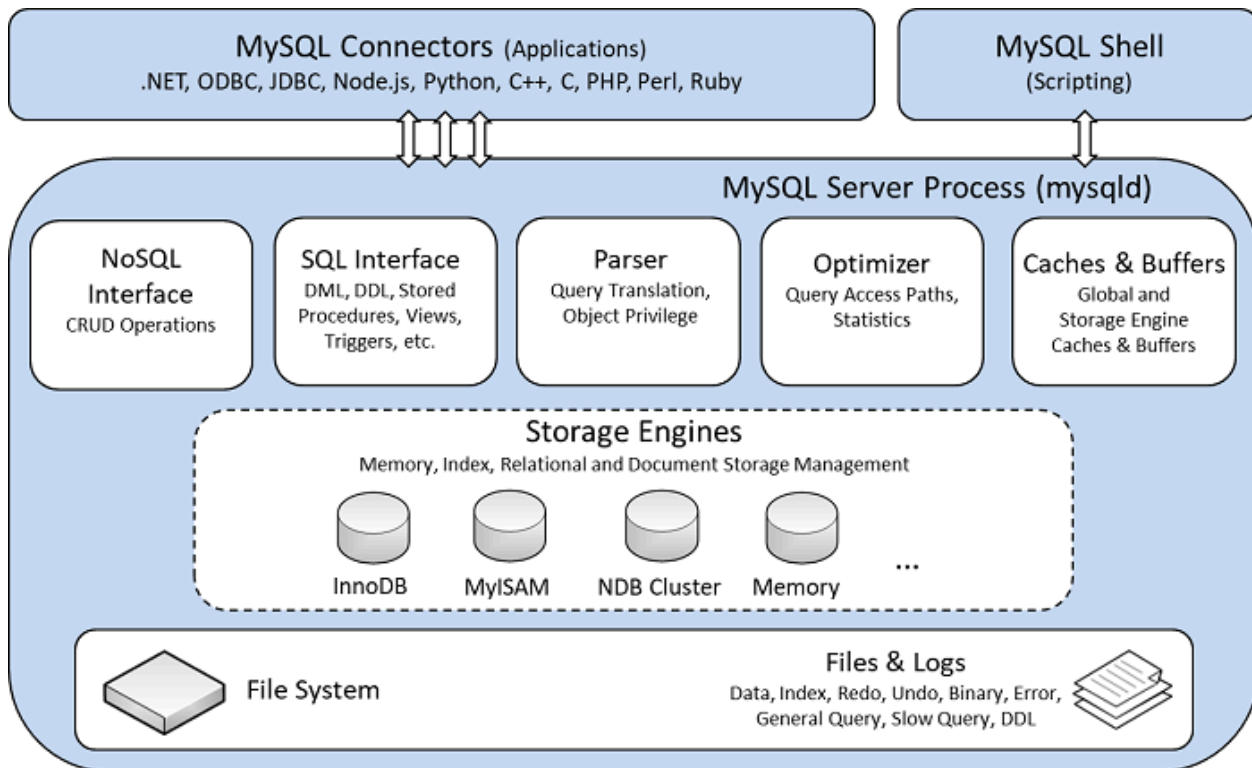 MySQL Connectors (Applications)
.NET, ODBC, JDBC, Node.js, Python, C++, C, PHP, Perl, Ruby
MySQL Shell
(Scripting)
MySQL Server Process (mysqld)
NoSQL
Interface
CRUD Operations
SQL Interface
DML, DDL, Stored
Procedures, Views,
Triggers, etc.
Parser
Query Translation,
Object Privilege
Optimizer
Query Access Paths,
Statistics
Caches & Buffers
Global and
Storage Engine
Caches & Buffers
Storage Engines
Memory, Index, Relational and Document Storage Management
InnoDB
MyISAM
NDB Cluster
Memory
...
File System
Files & Logs
Data, Index, Redo, Undo, Binary, Error,
General Query, Slow Query, DDL